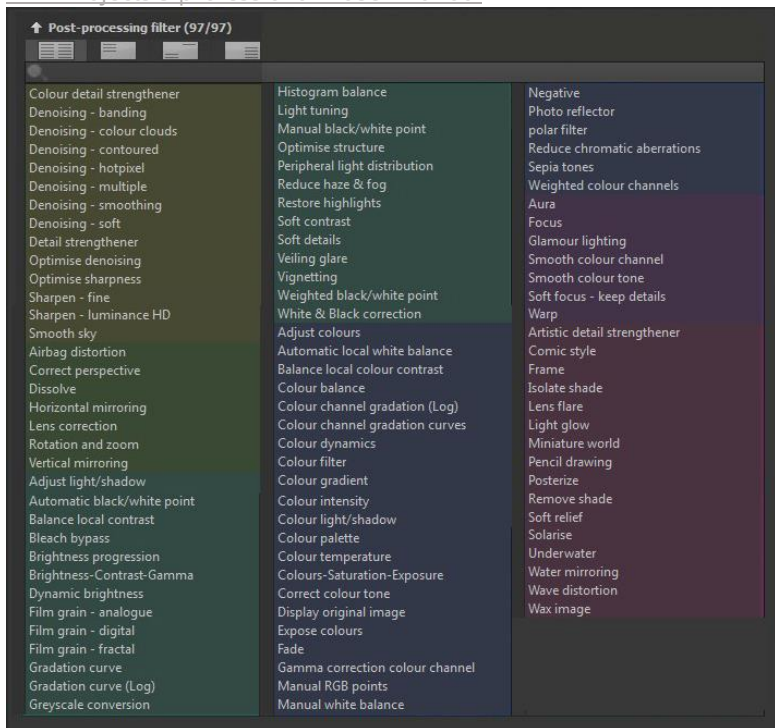 Post-processing filter (97/97)
Colour detail strengthener
Denoising - banding
Denoising - colour clouds
Denoising - contoured
Denoising - hotpixel
Denoising - multiple
Denoising - smoothing
Denoising - soft
Detail strengthener
Optimise denoising
Optimise sharpness
Sharpen - fine
Sharpen - luminance HD
Smooth sky
Airbag distortion
Correct perspective
Dissolve
Horizontal mirroring
Lens correction
Rotation and zoom
Vertical mirroring
Adjust light/shadow
Automatic black/white point
Balance local contrast
Bleach bypass
Brightness progression
Brightness-Contrast-Gamma
Dynamic brightness
Film grain - analogue
Film grain - digital
Film grain - fractal
Gradation curve
Gradation curve (Log)
Greyscale conversion
Histogram balance
Light tuning
Manual black/white point
Optimise structure
Peripheral light distribution
Reduce haze & fog
Restore highlights
Soft contrast
Soft details
Veiling glare
Vignetting
Weighted black/white point
White & Black correction
Adjust colours
Automatic local white balance
Balance local colour contrast
Colour balance
Colour channel gradation (Log)
Colour channel gradation curves
Colour dynamics
Colour filter
Colour gradient
Colour intensity
Colour light/shadow
Colour palette
Colour temperature
Colours-Saturation-Exposure
Correct colour tone
Display original image
Expose colours
Fade
Gamma correction colour channel
Manual RGB points
Manual white balance
Negative
Photo reflector
polar filter
Reduce chromatic aberrations
Sepia tones
Weighted colour channels
Aura
Focus
Glamour lighting
Smooth colour channel
Smooth colour tone
Soft focus - keep details
Warp
Artistic detail strengthener
Comic style
Frame
Isolate shade
Lens flare
Light glow
Miniature world
Pencil drawing
Posterize
Remove shade
Soft relief
Solarise
Underwater
Water mirroring
Wave distortion
Wax image